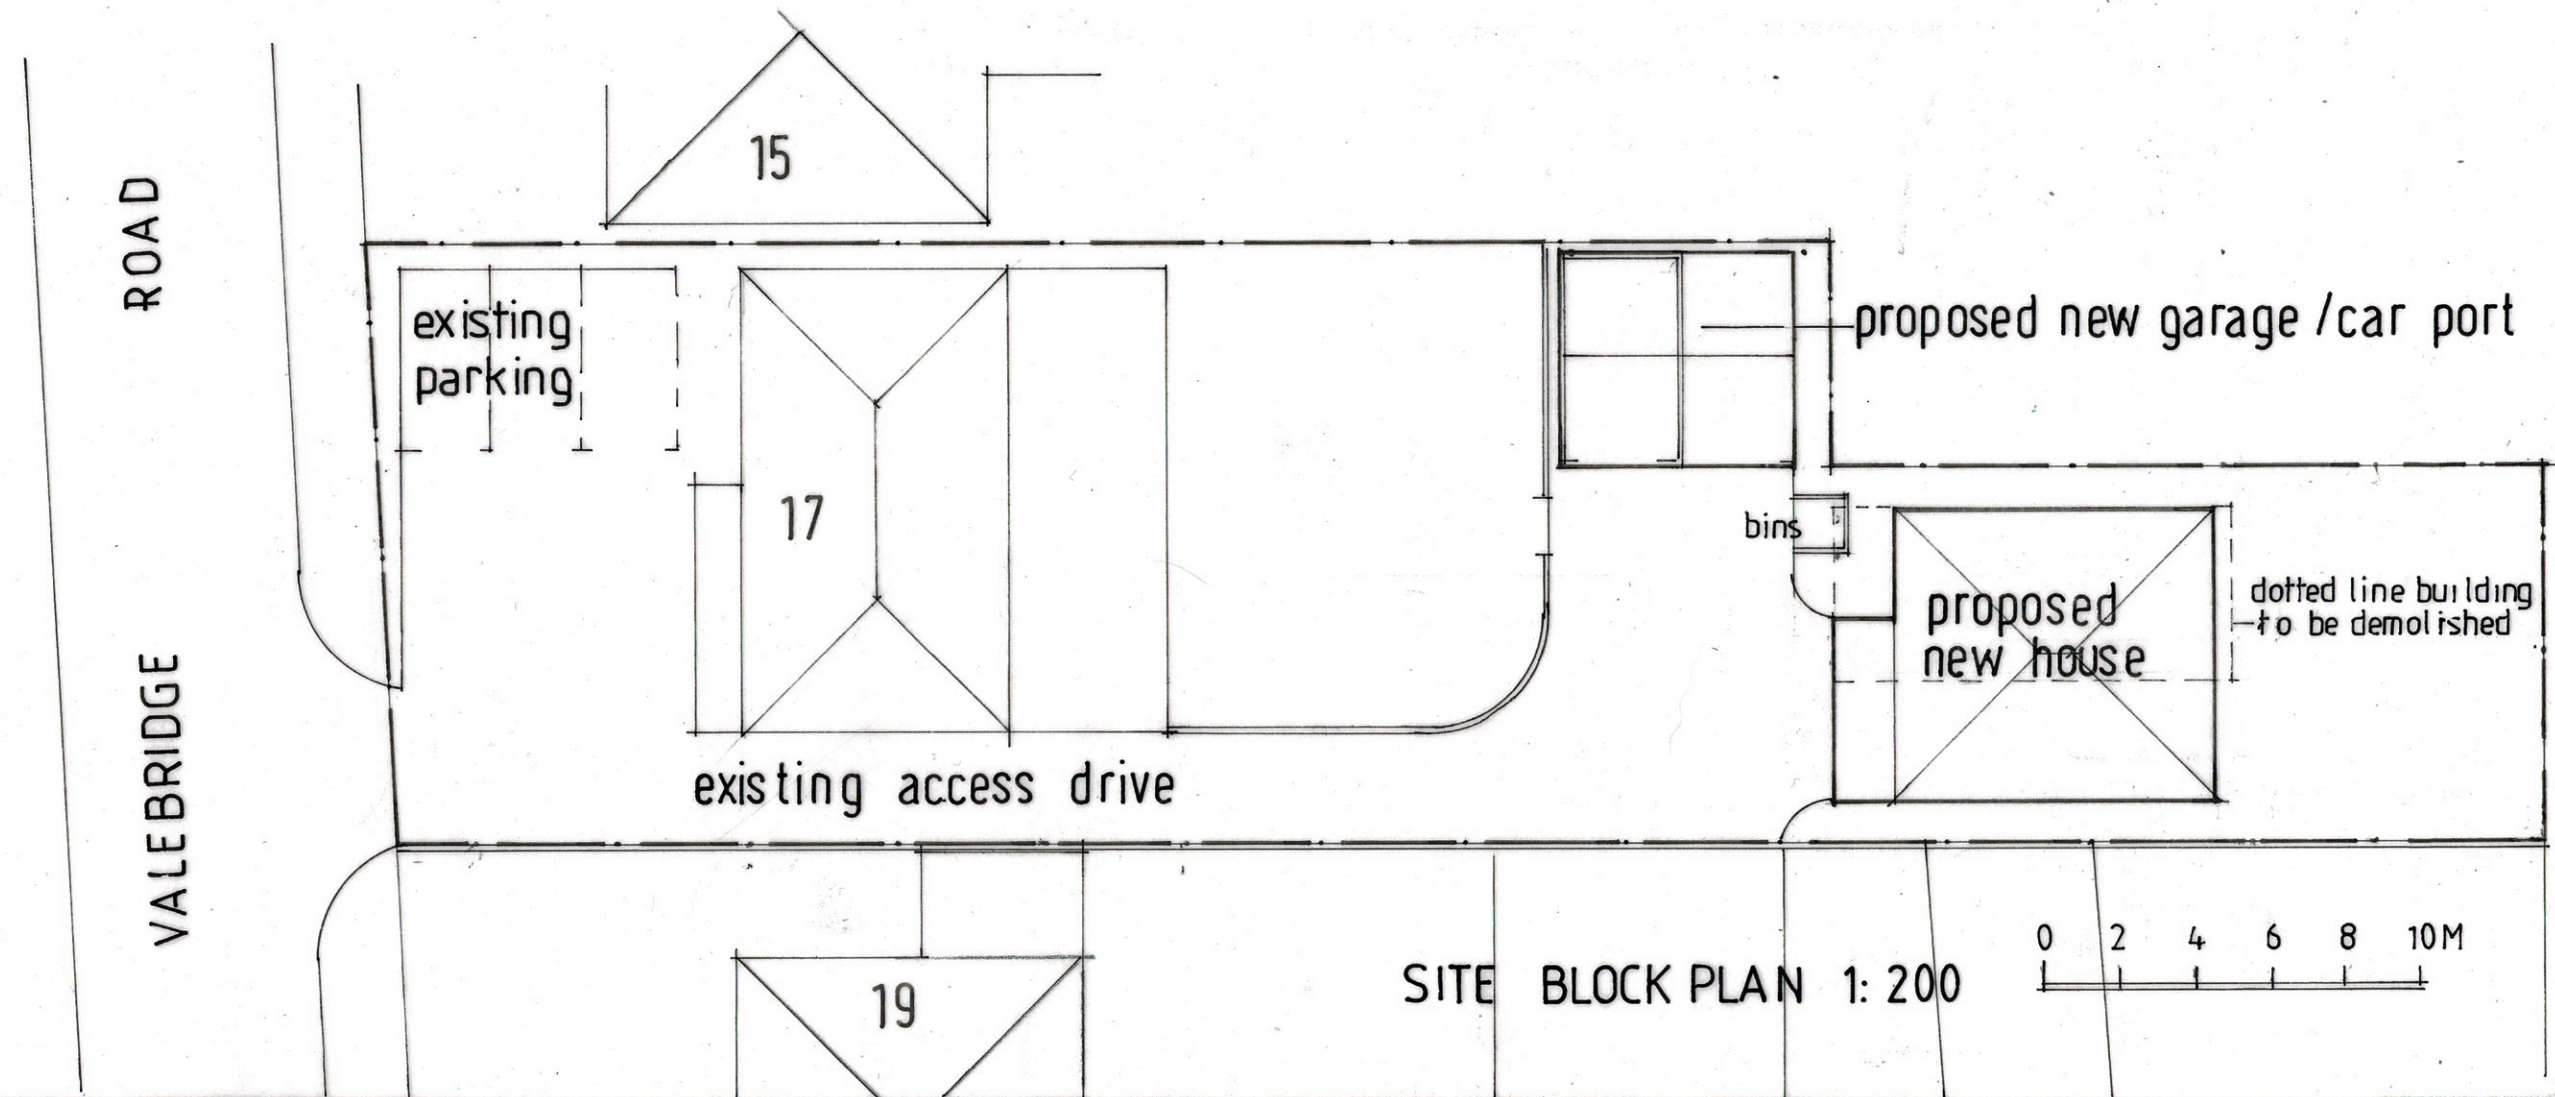 15
ROAD
existing
parking
proposed new garage /car port
17
bins
proposed
new house
dotted line building
to be demolished
VALEBRIDGE
existing access drive
19
SITE BLOCK PLAN 1:200
0 2 4 6 8 10M